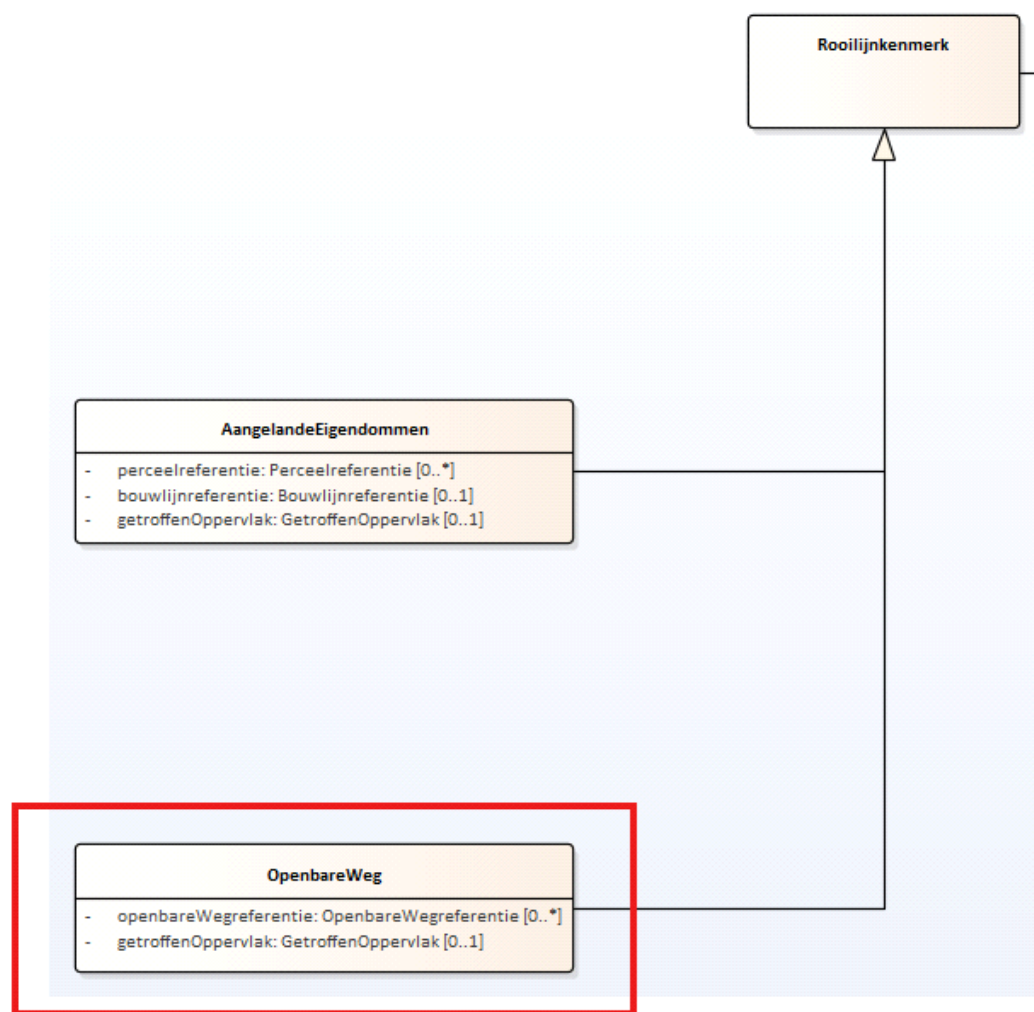 Rooilijnkenmerk
AangelandeEigendommen
- perceelreferentie: Perceelreferentie [0..*]
- bouwlijnreferentie: Bouwlijnreferentie [0..1]
- getroffenOppervlak: GetroffenOppervlak [0..1]
OpenbareWeg
- openbareWegreferentie: OpenbareWegreferentie [0..*]
- getroffenOppervlak: GetroffenOppervlak [0..1]